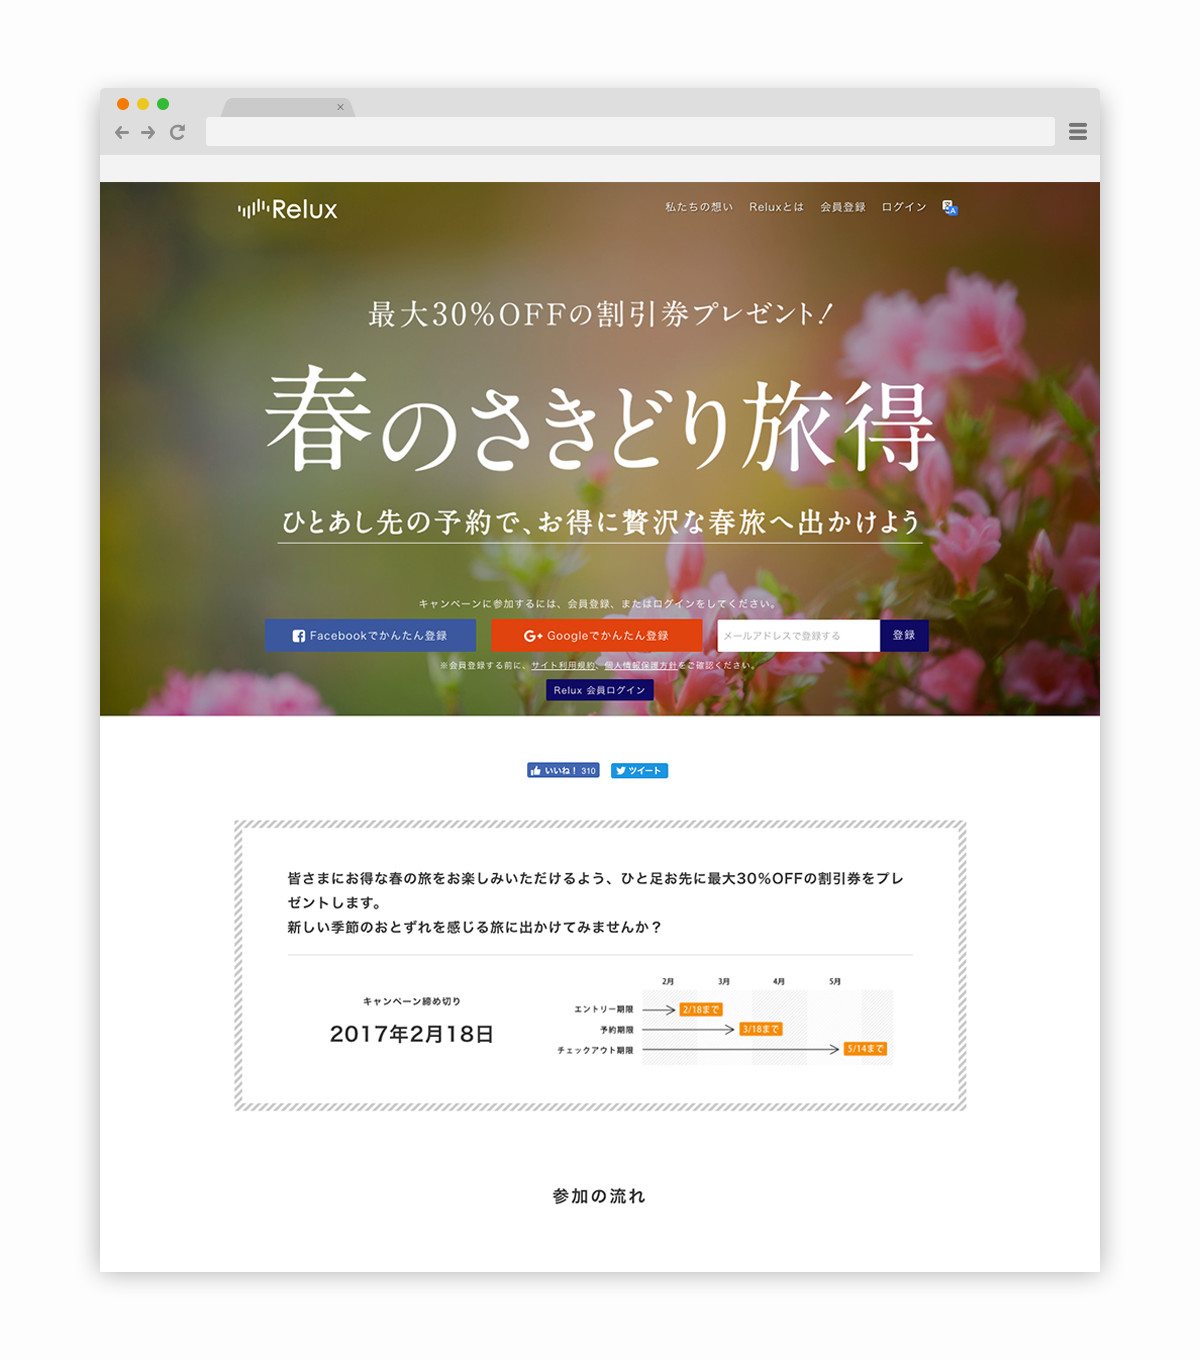 Relux
私たちの想い Reluxとは 会員登録 ログイン
最大30%OFFの割引券プレゼント!
春のさきどり旅得
ひとあし先の予約で、お得に贅沢な春旅へ出かけよう
キャンペーンに参加するには、会員登録、またはログインをしてください。
Facebookでかんたん登録 G+ Googleでかんたん登録 メールアドレスで登録する 登録
※会員登録する前に、サイト利用規約、個人情報保護方針をご確認ください。
Relux 会員ログイン
いいね! 310 ツイート
皆さまにお得な春の旅をお楽しみいただけるよう、ひと足お先に最大30%OFFの割引券をプレ
ゼントします。
新しい季節のおとずれを感じる旅に出かけてみませんか?
キャンペーン締め切り
2017年2月18日
2月 3月 4月 5月
エントリー期限 2/18まで
予約期限 3/18まで
チェックアウト期限 5/14まで
参加の流れ